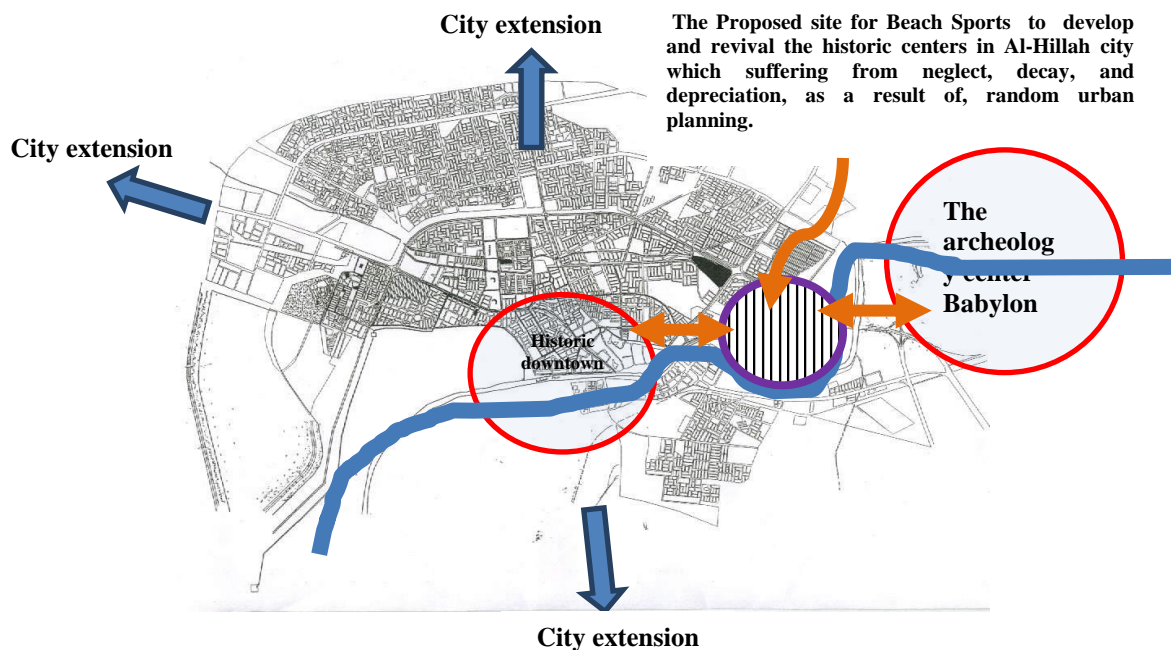 City extension
The Proposed site for Beach Sports to develop
and revival the historic centers in Al-Hillah city
which suffering from neglect, decay, and
depreciation, as a result of, random urban
planning.
City extension
The
archeolog
y center
Babylon
Historic
downtown
City extension